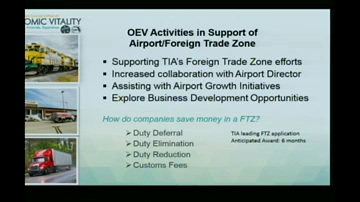 OMIC VITALITY
OEV Activities in Support of
Airport/Foreign Trade Zone
Supporting TIA's Foreign Trade Zone efforts
Increased collaboration with Airport Director
Assisting with Airport Growth Initiatives
Explore Business Development Opportunities
How do companies save money in a FTZ?
Duty Deferral
Duty Elimination
Duty Reduction
Customs Fees
TIA leading FTZ application
Anticipated Award: 6 months